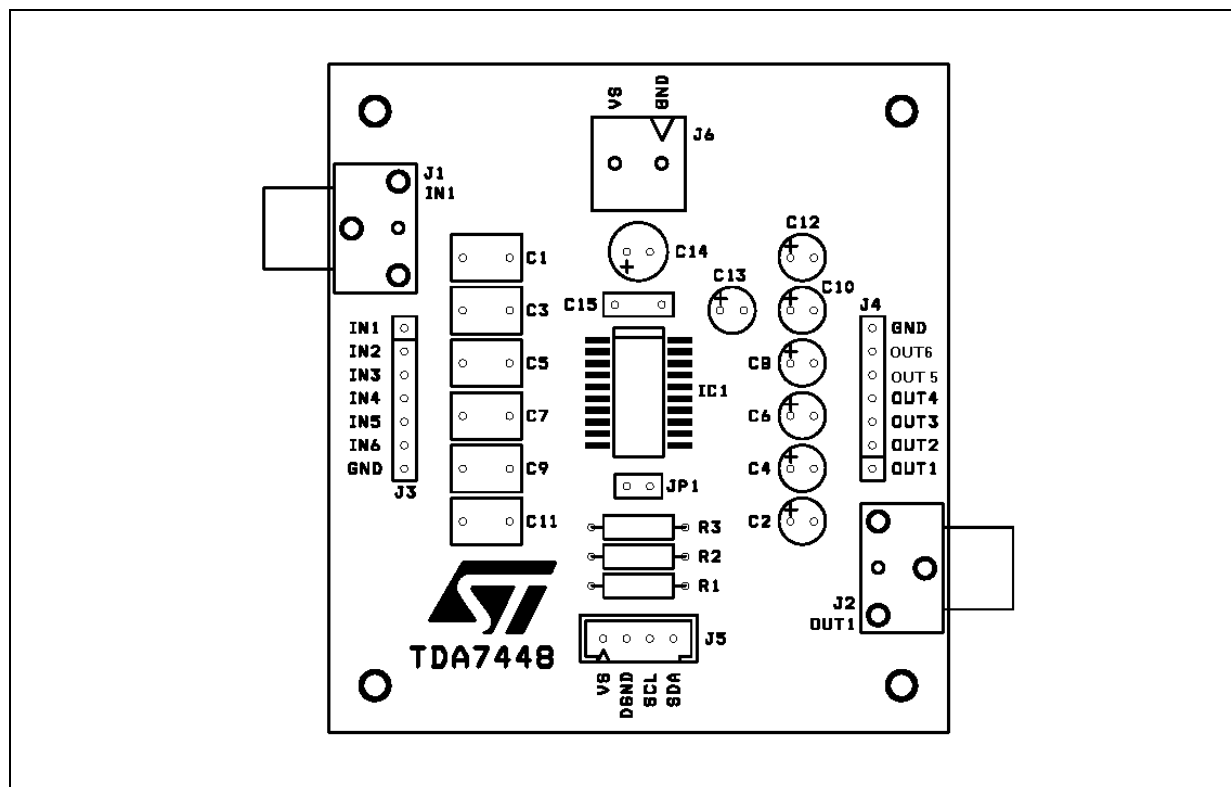 VS
GND
J6
J1
IN1
C1
C3
C5
C7
C9
C11
C14
C15
C13
C12
C10
C8
C6
C4
C2
IC1
JP1
R3
R2
R1
IN1
IN2
IN3
IN4
IN5
IN6
GND
J3
J4
GND
OUT6
OUT 5
OUT4
OUT3
OUT2
OUT1
J2
OUT1
ST
TDA7448
J5
VS
DGND
SCL
SDA